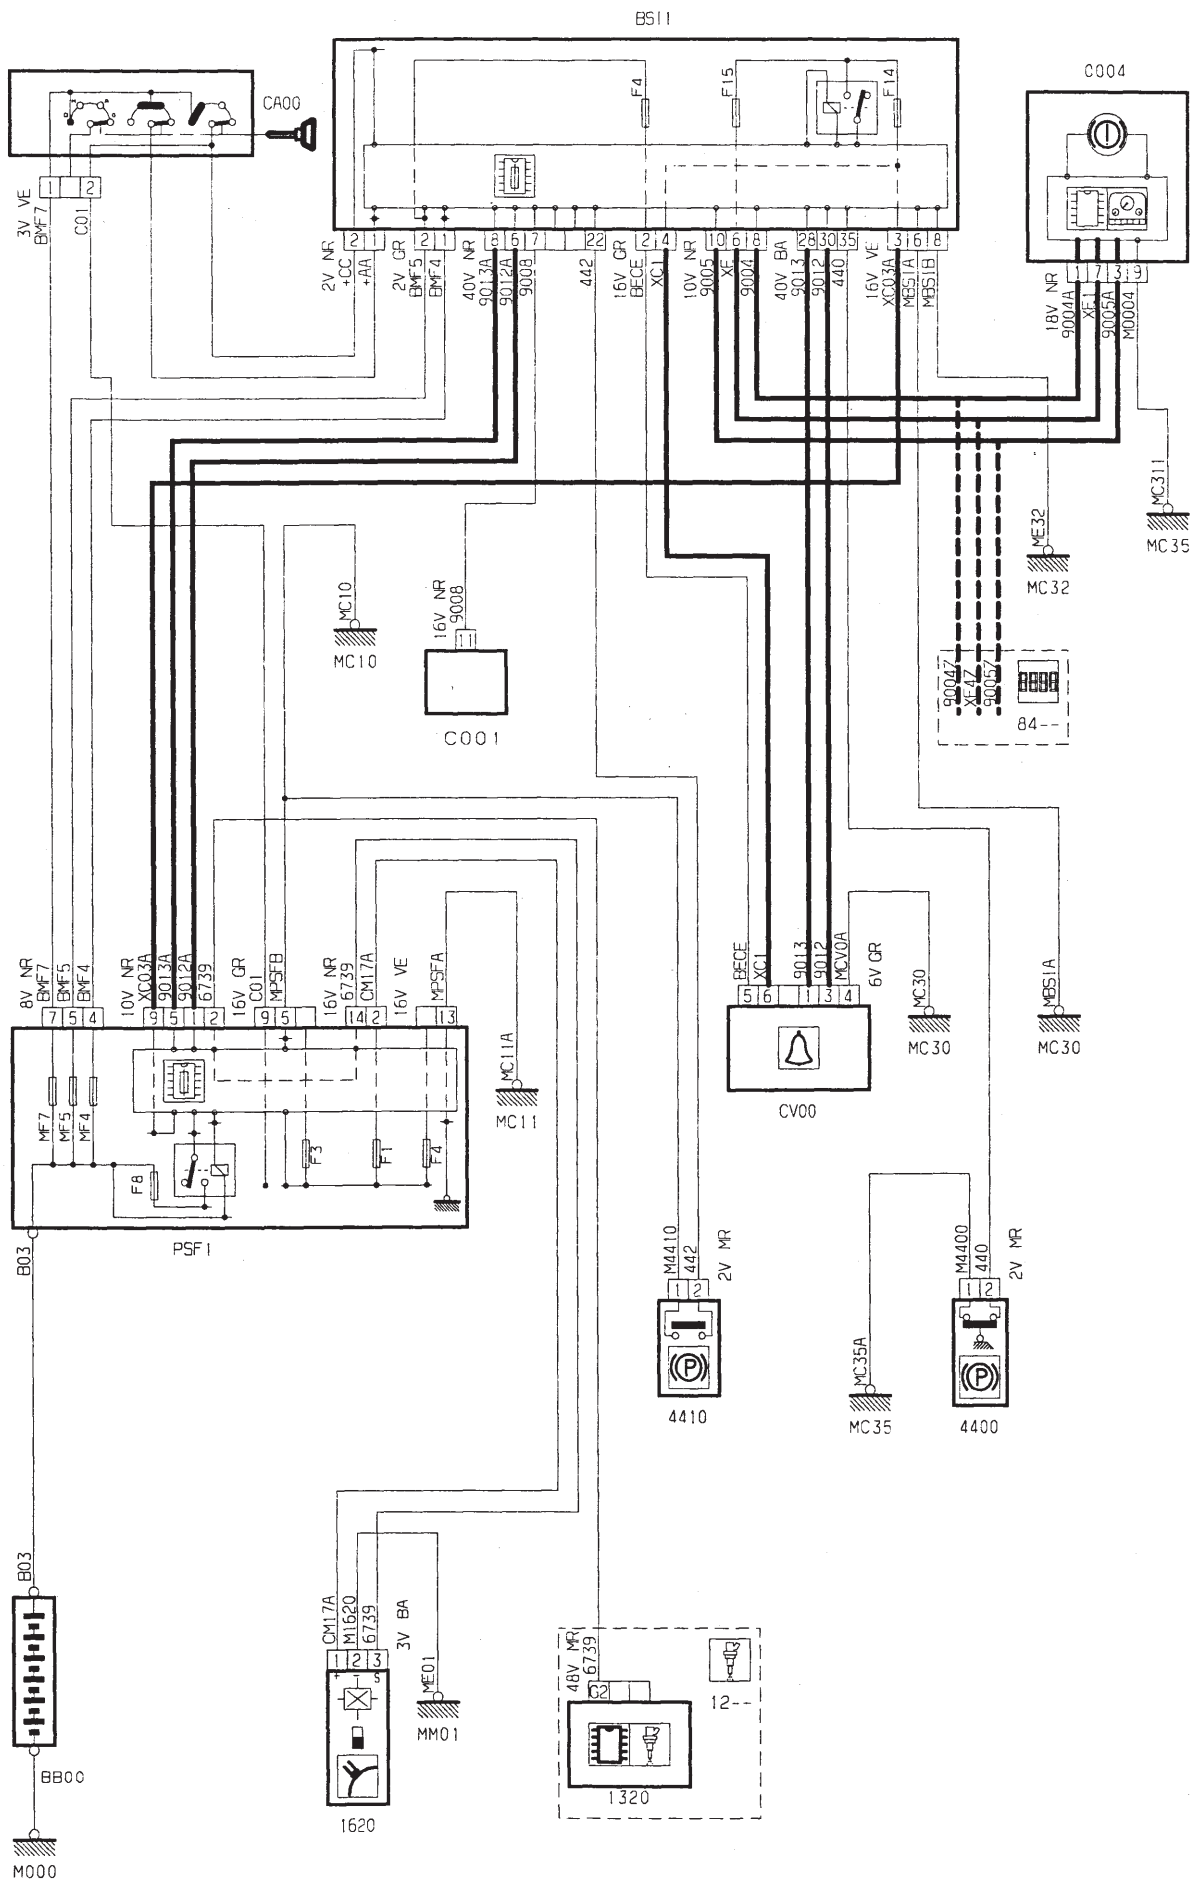 BSI1
C004
CA00
F4
F15
F14
1 2
3V VE
BMF7
C01
2 1 2 1 8 6 7 22 2 4 10 6 8 28 30 35 3 6 8
2V NR
+CC
+AA
2V GR
BMF5
BMF4
40V NR
9013A
9012A
9008
442
16V GR
BECE
XC1
10V NR
9005
XE
9004
40V BA
9013
9012
440
16V VE
XC03A
MBS1A
MBS1B
1 7 3 9
18V NR
9004A
XE1
9005A
M0004
MC311
MC35
ME32
MC32
MC10
MC10
16V NR
9008
11
C001
9004Z
XE4Z
9005Z
84--
8V NR
BMF7
BMF5
BMF4
10V NR
XC03A
9013A
9012A
6739
16V GR
C01
MPSFB
16V NR
6739
CM17A
16V VE
MPSFA
7 5 4 9 5 1 2 9 5 14 2 13
MC11A
MC11
MF7
MF5
MF4
F8
F3
F1
F4
PSF1
BECE
XC1
9013
9012
MCV0A
6V GR
5 6 1 3 4
CV00
MC30
MC30
MBS1A
MC30
B03
M4410
442
2V MR
1 2
P
4410
MC35A
MC35
M4400
440
2V MR
1 2
P
4400
B03
BB00
M000
CM17A
M1620
6739
3V BA
1 2 3
+ - S
1620
ME01
MM01
48V MR
6739
G2
12--
1320